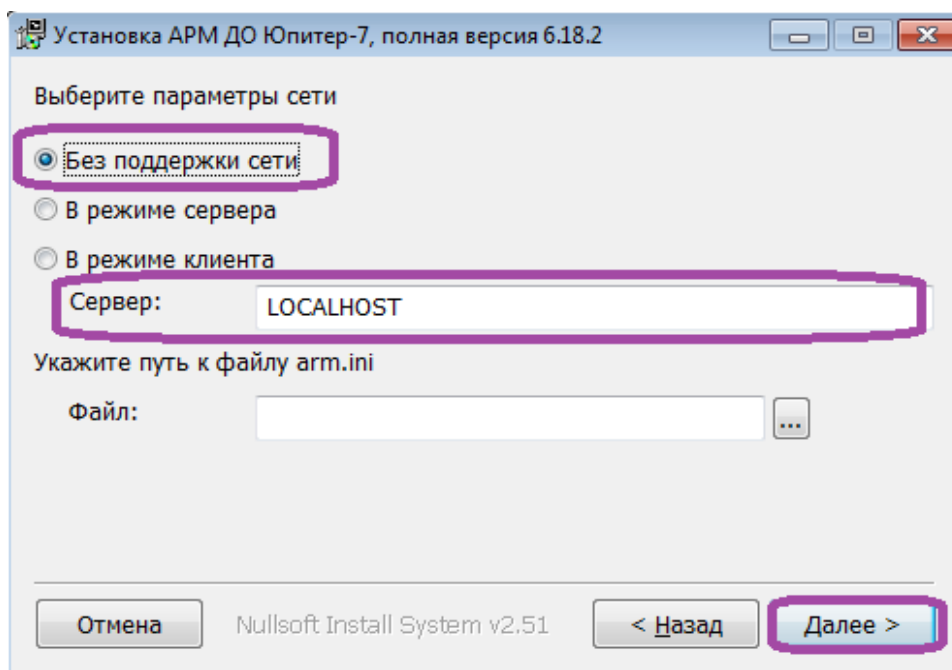 Установка АРМ ДО Юпитер-7, полная версия 6.18.2
Выберите параметры сети
Без поддержки сети
В режиме сервера
В режиме клиента
Сервер: LOCALHOST
Укажите путь к файлу arm.ini
Файл: ...
Отмена Nullsoft Install System v2.51 < Назад Далее >